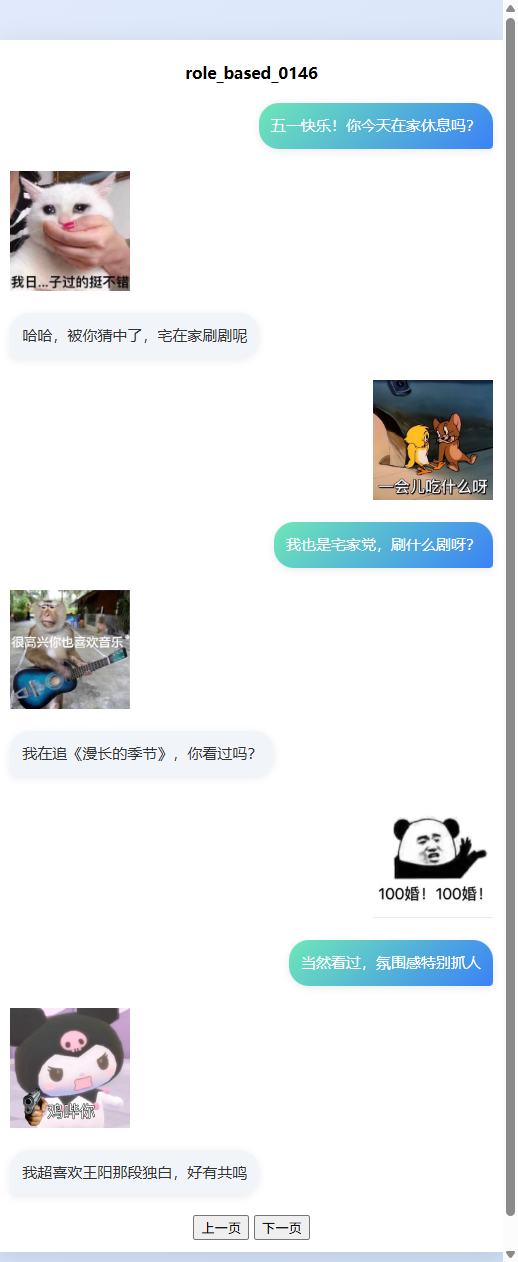 role_based_0146
五一快乐！你今天在家休息吗？
我日...子过的挺不错
哈哈，被你猜中了，宅在家刷剧呢
一会儿吃什么呀
我也是宅家党，刷什么剧呀？
很高兴你也喜欢音乐
我在追《漫长的季节》，你看过吗？
100婚！100婚！
当然看过，氛围感特别抓人
鸡哔你
我超喜欢王阳那段独白，好有共鸣
上一页 下一页